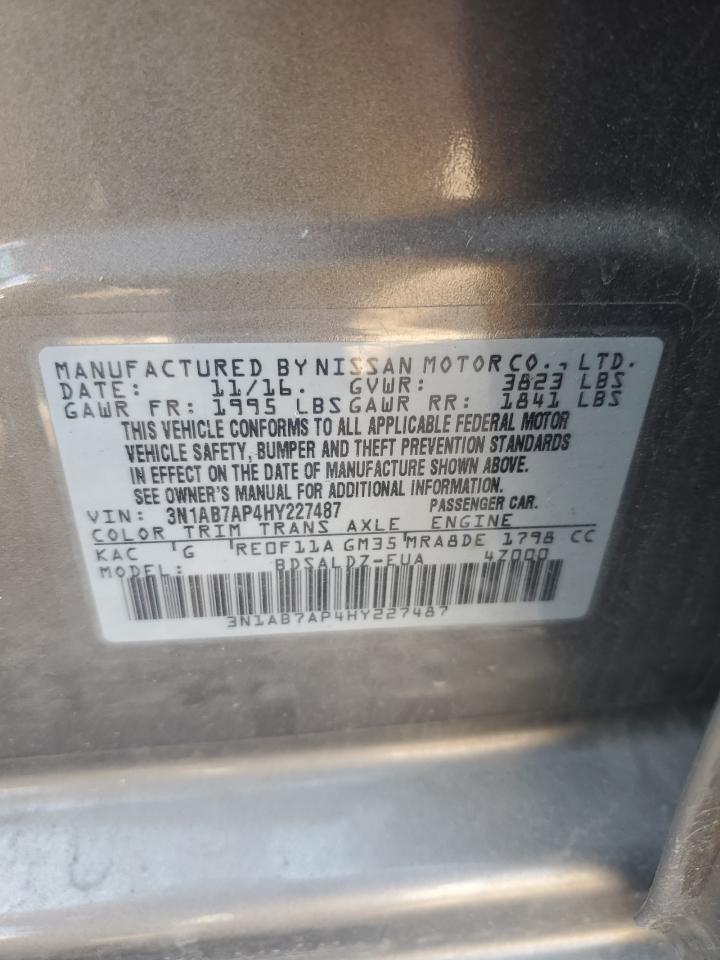 MANUFACTURED BY NISSAN MOTOR CO., LTD.
DATE: 11/16. GVWR: 3823 LBS
GAWR FR: 1995 LBS GAWR RR: 1841 LBS
THIS VEHICLE CONFORMS TO ALL APPLICABLE FEDERAL MOTOR
VEHICLE SAFETY, BUMPER AND THEFT PREVENTION STANDARDS
IN EFFECT ON THE DATE OF MANUFACTURE SHOWN ABOVE.
SEE OWNER'S MANUAL FOR ADDITIONAL INFORMATION.
VIN: 3N1AB7AP4HY227487 PASSENGER CAR.
COLOR TRIM TRANS AXLE ENGINE
KAC G RE0F11A GM35 MRA8DE 1798 CC
MODEL: BDSALDZ-EUA 4Z000
3N1AB7AP4HY227487